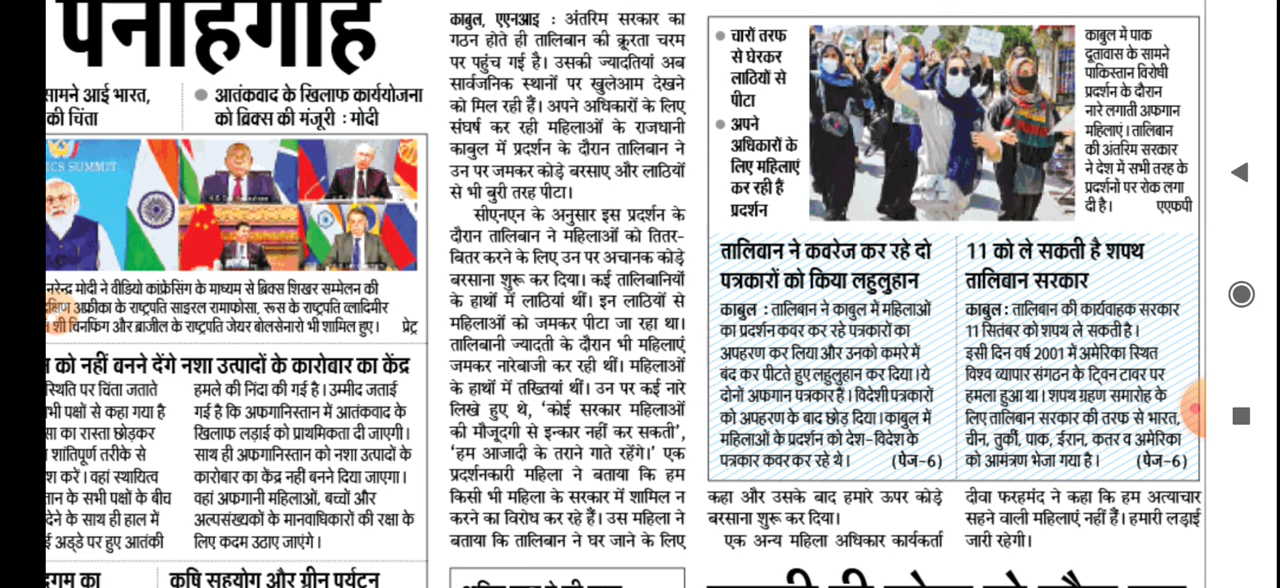 पनाहगाह
सामने आई भारत,
की चिंता
आतंकवाद के खिलाफ कार्ययोजना
को ब्रिक्स की मंजूरी : मोदी
ICS SUMMIT
नरेन्द्र मोदी ने वीडियो कांफ्रेंसिंग के माध्यम से ब्रिक्स शिखर सम्मेलन की
अफ्रीका के राष्ट्रपति साइरल रामाफोसा, रूस के राष्ट्रपति व्लादिमीर
शी चिनफिंग और ब्राजील के राष्ट्रपति जेयर बोलसेनारो भी शामिल हुए। प्रेट्र
को नहीं बनने देंगे नशा उत्पादों के कारोबार का केंद्र
स्थिति पर चिंता जताते
भी पक्षों से कहा गया है
सा का रास्ता छोड़कर
शांतिपूर्ण तरीके से
श करें। वहां स्थायित्व
तान के सभी पक्षों के बीच
देने के साथ ही हाल में
ई अड्डे पर हुए आतंकी
हमले की निंदा की गई है। उम्मीद जताई
गई है कि अफगानिस्तान में आतंकवाद के
खिलाफ लड़ाई को प्राथमिकता दी जाएगी।
साथ ही अफगानिस्तान को नशा उत्पादों के
कारोबार का केंद्र नहीं बनने दिया जाएगा।
वहां अफगानी महिलाओं, बच्चों और
अल्पसंख्यकों के मानवाधिकारों की रक्षा के
लिए कदम उठाए जाएंगे।
कृषि सहयोग और ग्रीन पर्यटन
काबुल, एएनआइ : अंतरिम सरकार का
गठन होते ही तालिबान की क्रूरता चरम
पर पहुंच गई है। उसकी ज्यादतियां अब
सार्वजनिक स्थानों पर खुलेआम देखने
को मिल रही हैं। अपने अधिकारों के लिए
संघर्ष कर रही महिलाओं के राजधानी
काबुल में प्रदर्शन के दौरान तालिबान ने
उन पर जमकर कोड़े बरसाए और लाठियों
से भी बुरी तरह पीटा।
सीएनएन के अनुसार इस प्रदर्शन के
दौरान तालिबान ने महिलाओं को तितर-
बितर करने के लिए उन पर अचानक कोड़े
बरसाना शुरू कर दिया। कई तालिबानियों
के हाथों में लाठियां थीं। इन लाठियों से
महिलाओं को जमकर पीटा जा रहा था।
तालिबानी ज्यादती के दौरान भी महिलाएं
जमकर नारेबाजी कर रही थीं। महिलाओं
के हाथों में तख्तियां थीं। उन पर कई नारे
लिखे हुए थे, 'कोई सरकार महिलाओं
की मौजूदगी से इन्कार नहीं कर सकती',
'हम आजादी के तराने गाते रहेंगे।' एक
प्रदर्शनकारी महिला ने बताया कि हम
किसी भी महिला के सरकार में शामिल न
करने का विरोध कर रहे हैं। उस महिला ने
बताया कि तालिबान ने घर जाने के लिए
चारों तरफ
से घेरकर
लाठियों से
पीटा
अपने
अधिकारों के
लिए महिलाएं
कर रही हैं
प्रदर्शन
काबुल में पाक
दूतावास के सामने
पाकिस्तान विरोधी
प्रदर्शन के दौरान
नारे लगाती अफगान
महिलाएं। तालिबान
की अंतरिम सरकार
ने देश में सभी तरह के
प्रदर्शनों पर रोक लगा
दी है। एएफपी
तालिबान ने कवरेज कर रहे दो
पत्रकारों को किया लहूलुहान
काबुल : तालिबान ने काबुल में महिलाओं
का प्रदर्शन कवर कर रहे पत्रकारों का
अपहरण कर लिया और उनको कमरे में
बंद कर पीटते हुए लहूलुहान कर दिया। ये
दोनों अफगान पत्रकार हैं। विदेशी पत्रकारों
को अपहरण के बाद छोड़ दिया। काबुल में
महिलाओं के प्रदर्शन को देश-विदेश के
पत्रकार कवर कर रहे थे। (पेज-6)
11 को ले सकती है शपथ
तालिबान सरकार
काबुल : तालिबान की कार्यवाहक सरकार
11 सितंबर को शपथ ले सकती है।
इसी दिन वर्ष 2001 में अमेरिका स्थित
विश्व व्यापार संगठन के ट्विन टावर पर
हमला हुआ था। शपथ ग्रहण समारोह के
लिए तालिबान सरकार की तरफ से भारत,
चीन, तुर्की, पाक, ईरान, कतर व अमेरिका
को आमंत्रण भेजा गया है। (पेज-6)
कहा और उसके बाद हमारे ऊपर कोड़े
बरसाना शुरू कर दिया।
एक अन्य महिला अधिकार कार्यकर्ता
दीवा फरहमंद ने कहा कि हम अत्याचार
सहने वाली महिलाएं नहीं हैं। हमारी लड़ाई
जारी रहेगी।